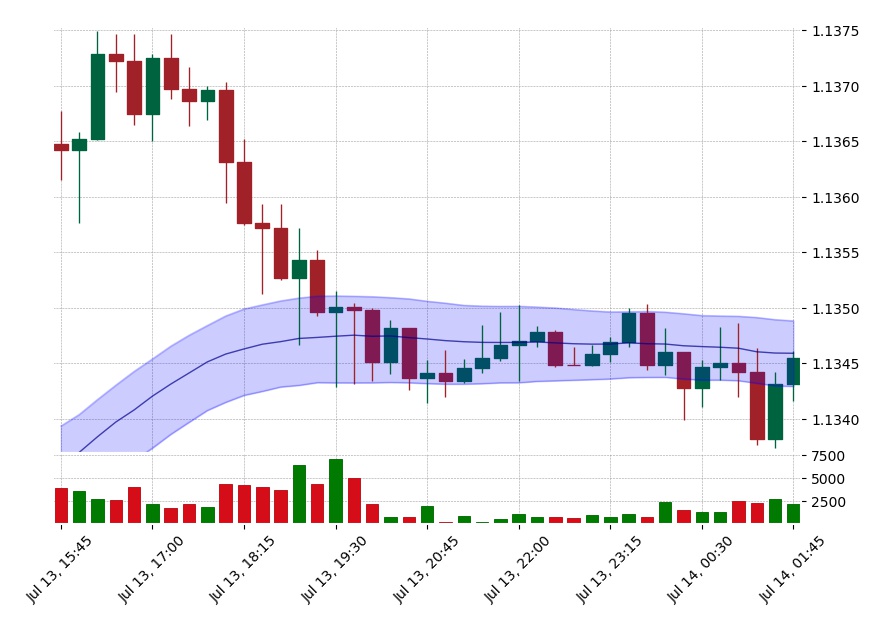 1.1375
1.1370
1.1365
1.1360
1.1355
1.1350
1.1345
1.1340
7500
5000
2500
Jul 13, 15:45
Jul 13, 17:00
Jul 13, 18:15
Jul 13, 19:30
Jul 13, 20:45
Jul 13, 22:00
Jul 13, 23:15
Jul 14, 00:30
Jul 14, 01:45